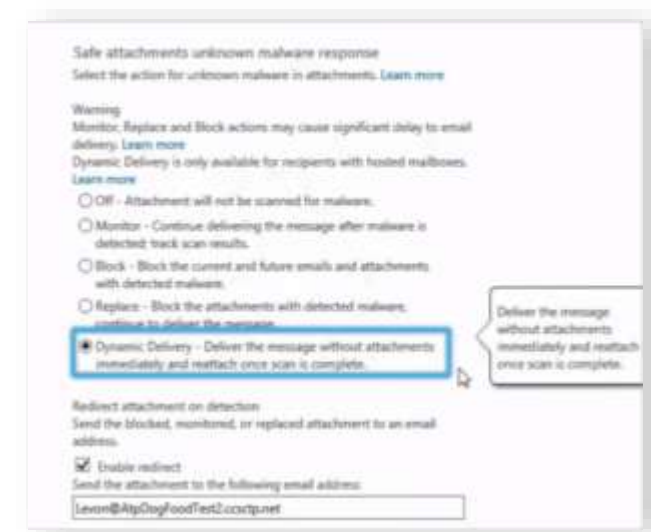 Safe attachments unknown malware response
Select the action for unknown malware in attachments. Learn more
Warning
Monitor, Replace and Block actions may cause significant delay to email
delivery. Learn more
Dynamic Delivery is only available for recipients with hosted mailboxes.
Learn more
Off - Attachment will not be scanned for malware.
Monitor - Continue delivering the message after malware is
detected; track scan results.
Block - Block the current and future emails and attachments
with detected malware.
Replace - Block the attachments with detected malware,
continue to deliver the message.
Dynamic Delivery - Deliver the message without attachments
immediately and reattach once scan is complete.
Deliver the message
without attachments
immediately and reattach
once scan is complete.
Redirect attachment on detection
Send the blocked, monitored, or replaced attachment to an email
address.
Enable redirect
Send the attachment to the following email address
Levon@AtpDogFoodTest2.ccsctp.net